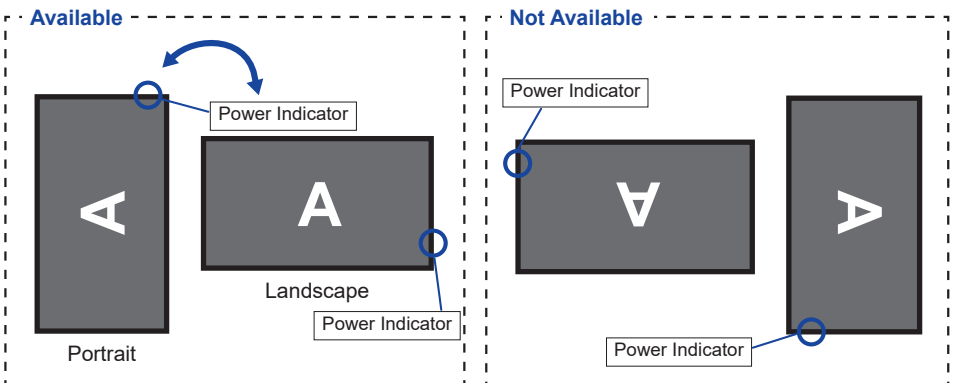 Available
Power Indicator
A
A
Landscape
Power Indicator
Portrait
Not Available
Power Indicator
A
A
Power Indicator